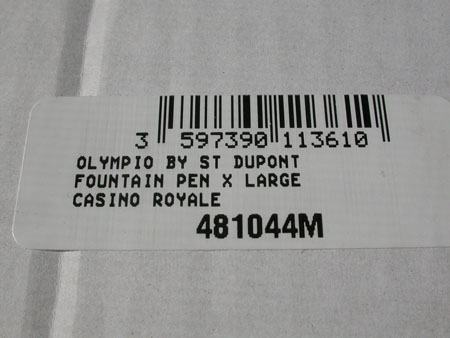 3 597390 113610
OLYMPIO BY ST DUPONT
FOUNTAIN PEN X LARGE
CASINO ROYALE
481044M